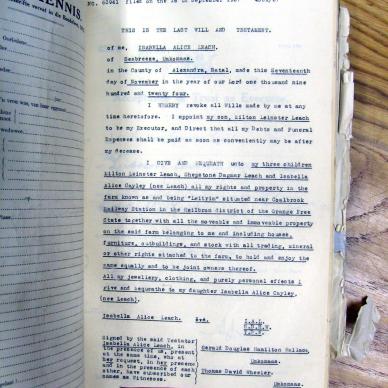 KENNIS.
NO. 62941 filed on the 18 th September 19
THIS IS THE LAST WILL AND TESTAMENT.
of me, ISABELLA ALICE LEACH.
of Seabreeze, Umkomaas.
in the County of Alexandra, Natal, made this Seventeenth
day of November in the year of our Lord one thousand nine
hundred and twenty four.
I HEREBY revoke all Wills made by me at any
time heretofore. I appoint my son, Hilton Leinster Leach
to be my Executor, and Direct that all my Debts and Funeral
Expenses shall be paid as soon as conveniently may be after
my decease.
I GIVE AND BEQUEATH unto my three children
Hilton Leinster Leach, Shepstone Dagmar Leach and Isabella
Alice Cayley (nee Leach) all my rights and property in the
farm known as and being "Leitrim" situated near Coalbrook
Railway Station in the Heilbron district of the Orange Free
State together with all the moveable and immoveable property
on the said farm belonging to me and including houses,
furniture, outbuildings, and stock with all trading, mineral
or other rights attached to the farm, to hold and enjoy the
same equally and to be joint owners thereof.
All my jewellery, clothing, and purely personal effects I
give and bequeathe to my daughter Isabella Alice Cayley,
(nee Leach).
Isabella Alice Leach.
Signed by the said Testator
Isabella Alice Leach, in
the presence of us, present
at the same time, who at
her request, in her presence
and in the presence of each
other, have subscribed our
names as Witnesses.
Gerald Douglas Hamilton Wallace,
Umkomaas.
Thomas David Wheeler,
Umkomaas.